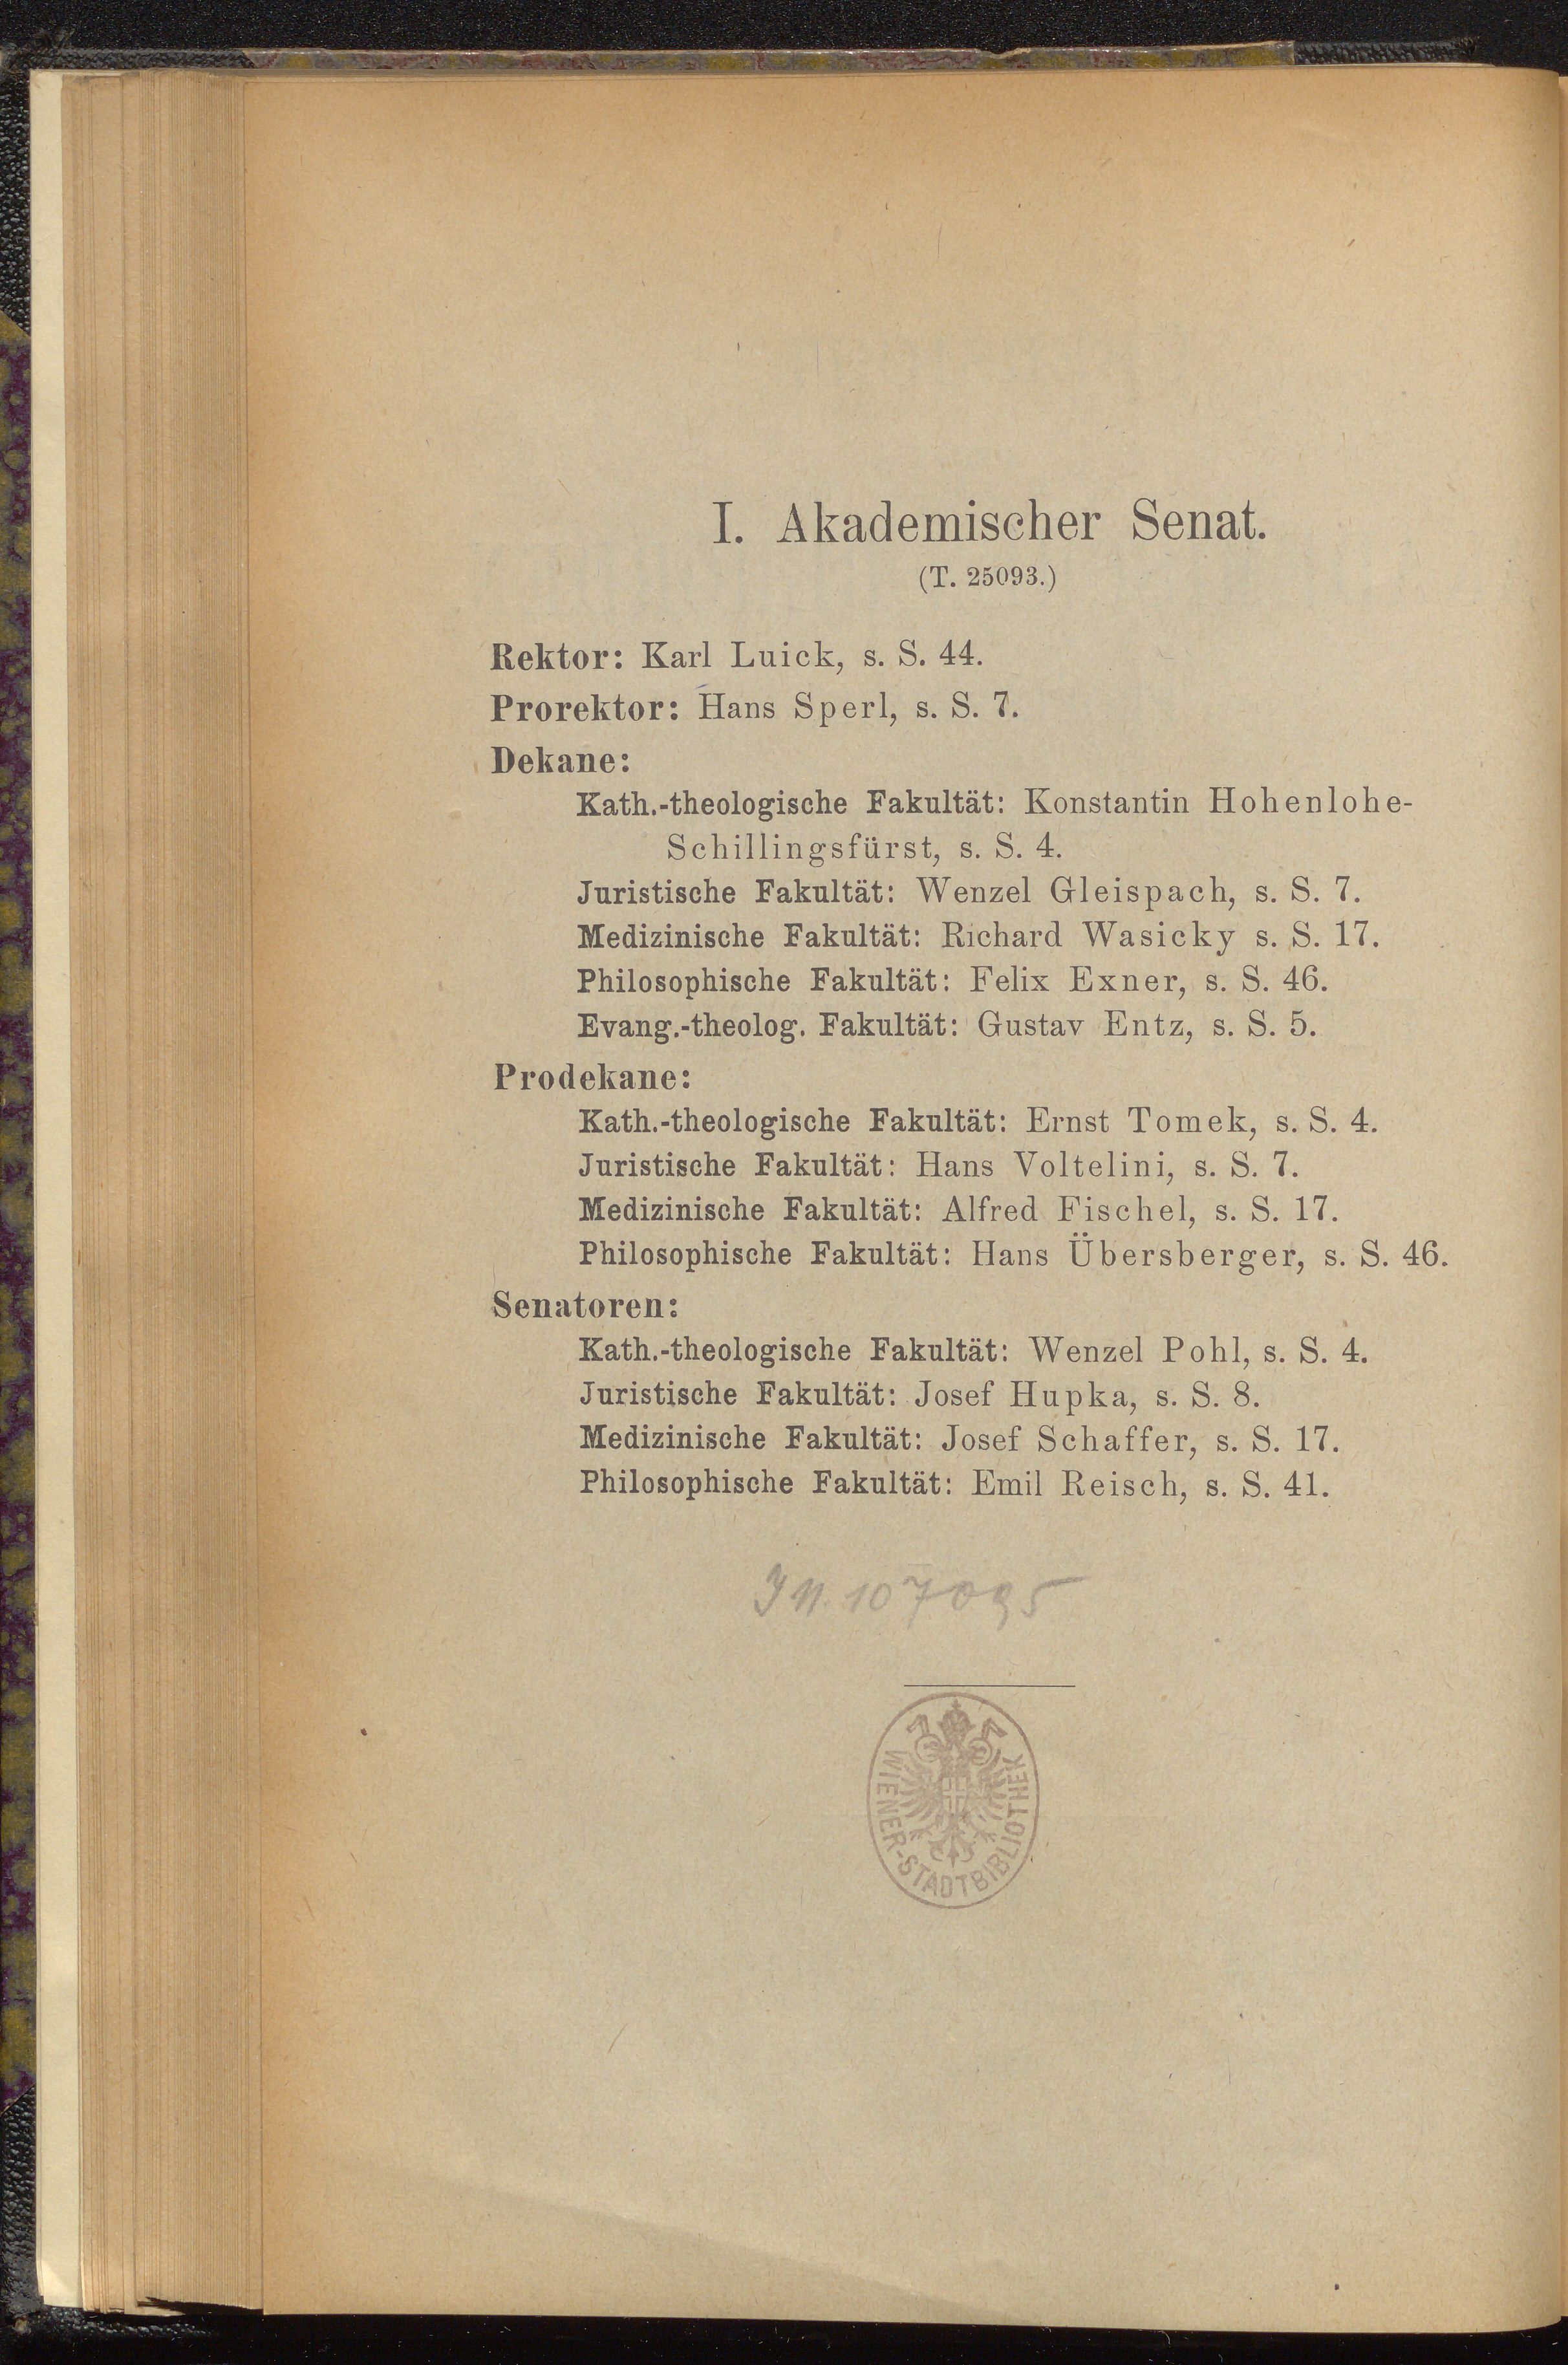 I. Akademischer Senat.
(T. 25093.)
Rektor: Karl Luick, s. S. 44.
Prorektor: Hans Sperl, s. S. 7.
Dekane:
Kath.-theologische Fakultät: Konstantin Hohenlohe-
Schillingsfürst, s. S. 4.
Juristische Fakultät: Wenzel Gleispach, s. S. 7.
Medizinische Fakultät: Richard Wasicky s. S. 17.
Philosophische Fakultät: Felix Exner, s. S. 46.
Evang.-theolog. Fakultät: Gustav Entz, s. S. 5.
Prodekane:
Kath.-theologische Fakultät: Ernst Tomek, s. S. 4.
Juristische Fakultät: Hans Voltelini, s. S. 7.
Medizinische Fakultät: Alfred Fischel, s. S. 17.
Philosophische Fakultät: Hans Übersberger, s. S. 46.
Senatoren:
Kath.-theologische Fakultät: Wenzel Pohl, s. S. 4.
Juristische Fakultät: Josef Hupka, s. S. 8.
Medizinische Fakultät: Josef Schaffer, s. S. 17.
Philosophische Fakultät: Emil Reisch, s. S. 41.
JN. 107095
WIENER-STADTBIBLIOTHEK